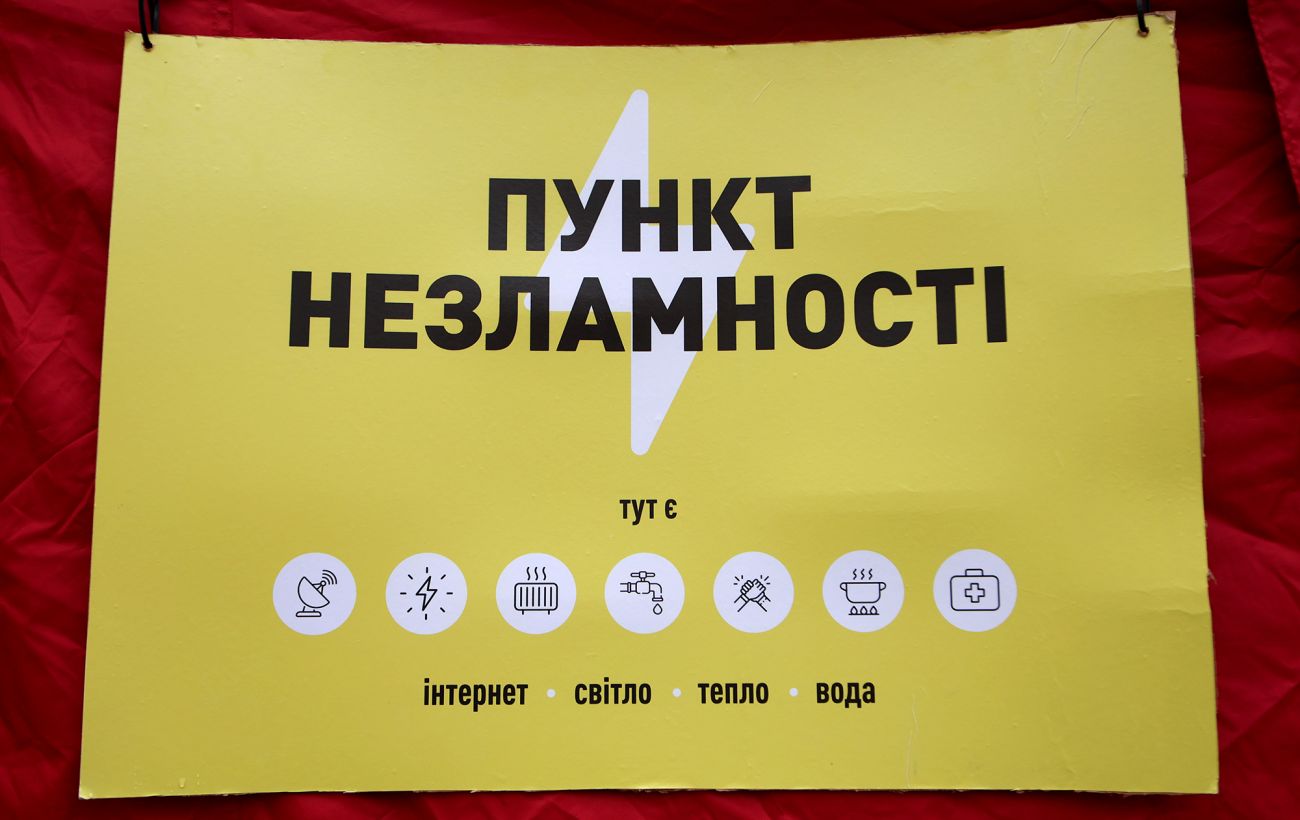 ПУНКТ
НЕЗЛАМНОСТІ
тут є
інтернет • світло • тепло • вода